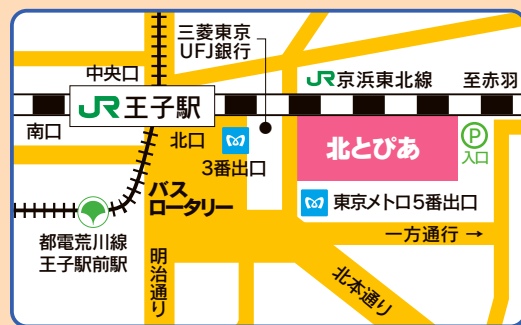 三菱東京
UFJ銀行
中央口
JR京浜東北線
至赤羽
JR王子駅
南口
北口
3番出口
北とぴあ
P
入口
バス
ロータリー
東京メトロ5番出口
一方通行 →
都電荒川線
王子駅前駅
明治通り
北本通り